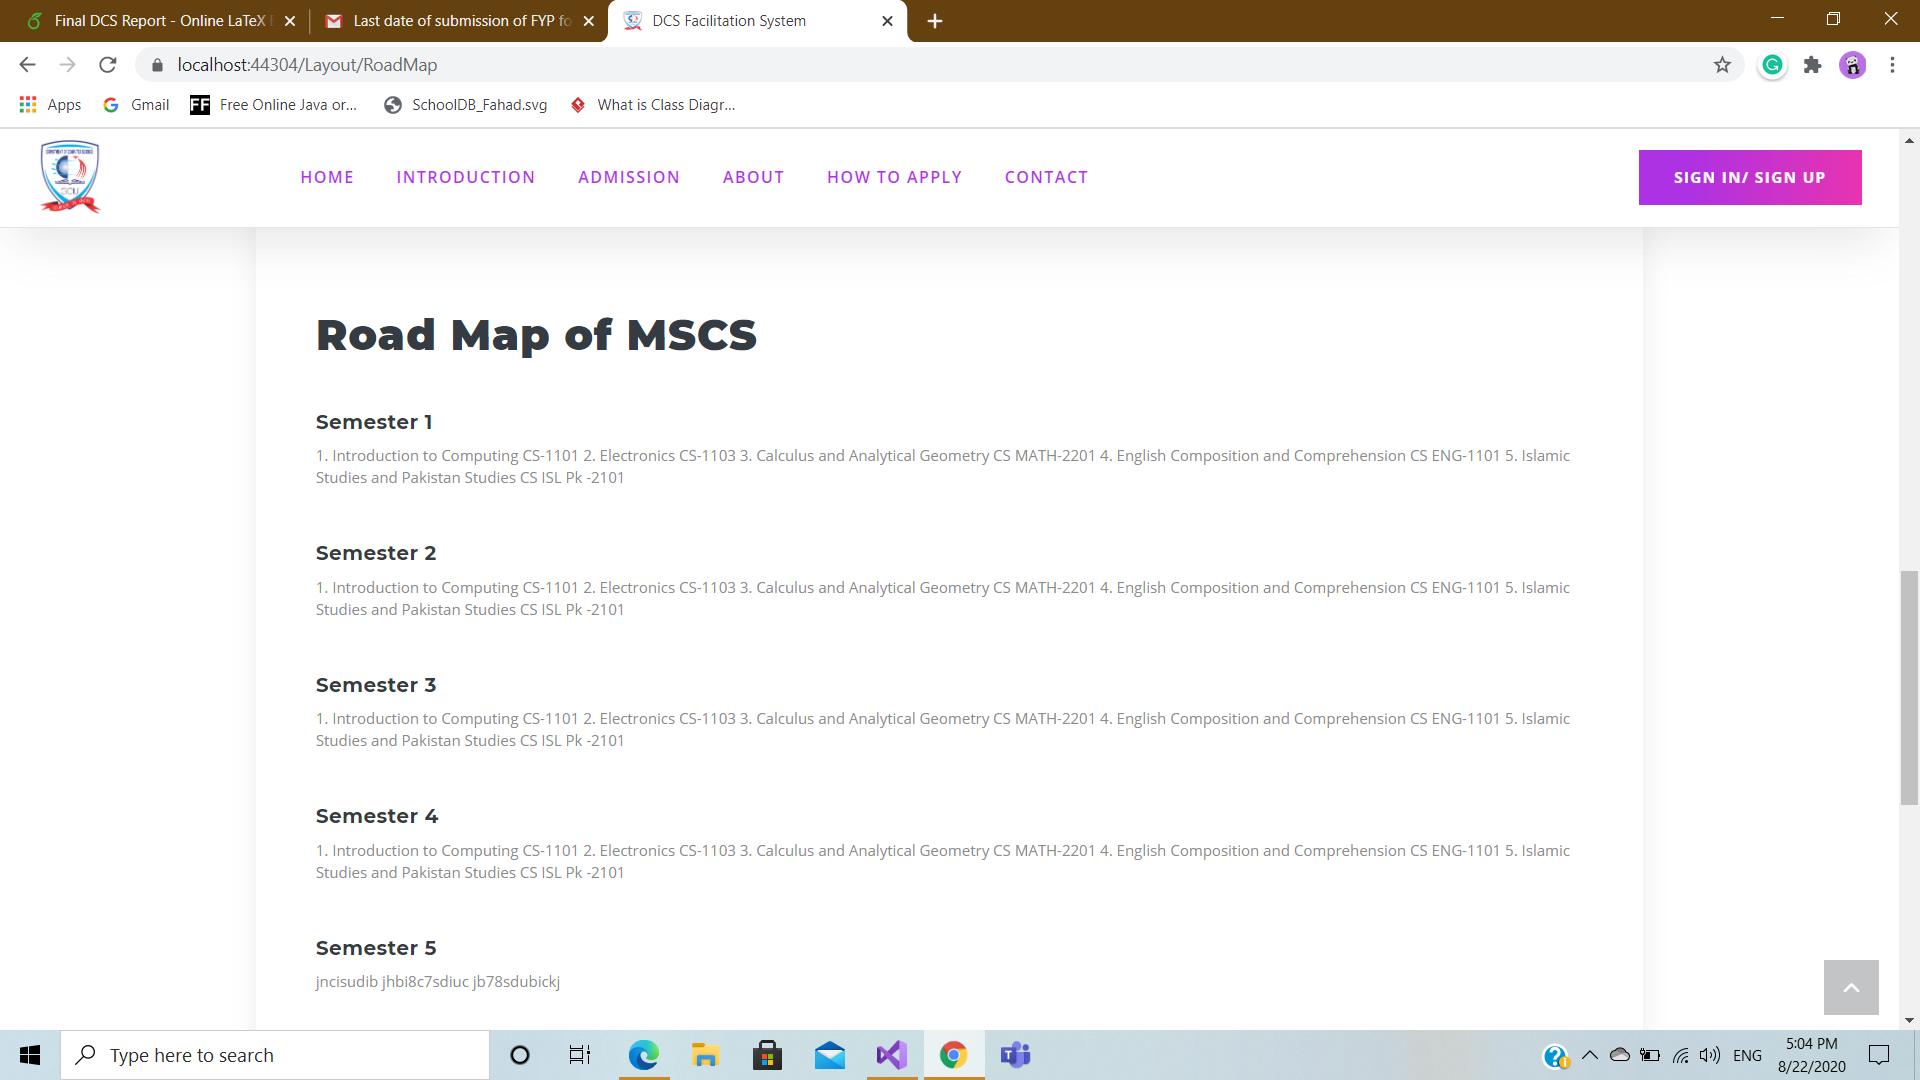 Final DCS Report - Online LaTeX E
Last date of submission of FYP fo
DCS Facilitation System
localhost:44304/Layout/RoadMap
Apps
Gmail
Free Online Java or...
SchoolDB_Fahad.svg
What is Class Diagr...
HOME
INTRODUCTION
ADMISSION
ABOUT
HOW TO APPLY
CONTACT
SIGN IN/ SIGN UP
Road Map of MSCS
Semester 1
1. Introduction to Computing CS-1101 2. Electronics CS-1103 3. Calculus and Analytical Geometry CS MATH-2201 4. English Composition and Comprehension CS ENG-1101 5. Islamic
Studies and Pakistan Studies CS ISL Pk -2101
Semester 2
1. Introduction to Computing CS-1101 2. Electronics CS-1103 3. Calculus and Analytical Geometry CS MATH-2201 4. English Composition and Comprehension CS ENG-1101 5. Islamic
Studies and Pakistan Studies CS ISL Pk -2101
Semester 3
1. Introduction to Computing CS-1101 2. Electronics CS-1103 3. Calculus and Analytical Geometry CS MATH-2201 4. English Composition and Comprehension CS ENG-1101 5. Islamic
Studies and Pakistan Studies CS ISL Pk -2101
Semester 4
1. Introduction to Computing CS-1101 2. Electronics CS-1103 3. Calculus and Analytical Geometry CS MATH-2201 4. English Composition and Comprehension CS ENG-1101 5. Islamic
Studies and Pakistan Studies CS ISL Pk -2101
Semester 5
jncisudib jhbi8c7sdiuc jb78sdubickj
Type here to search
ENG
5:04 PM
8/22/2020